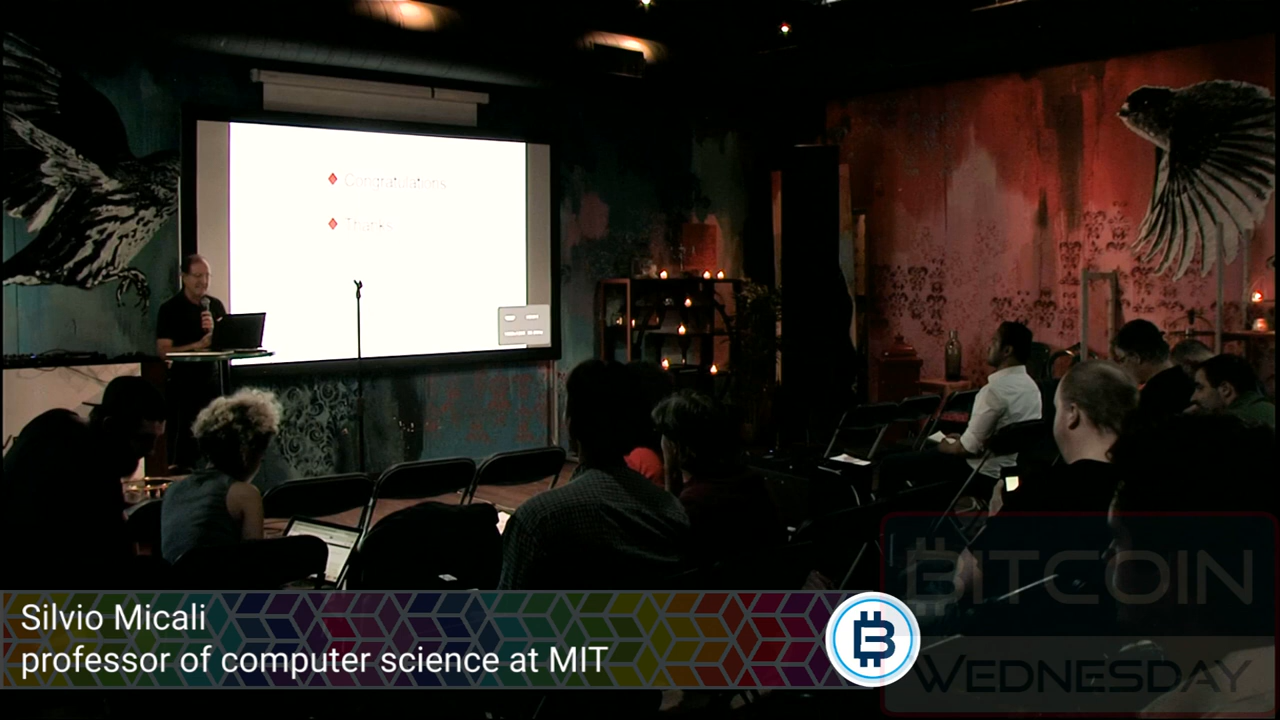 Congratulations
Thanks
Silvio Micali
professor of computer science at MIT
BITCOIN
WEDNESDAY